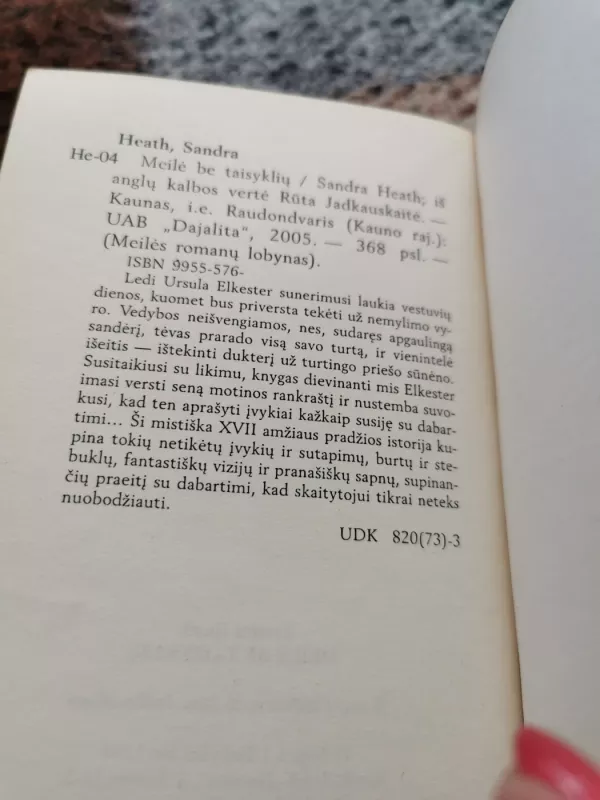 Heath, Sandra
He-04 Meilė be taisyklių / Sandra Heath; iš
anglų kalbos vertė Rūta Jadkauskaitė. —
Kaunas, i.e. Raudondvaris (Kauno raj.):
UAB „Dajalita“, 2005. — 368 psl. —
(Meilės romanų lobynas).
ISBN 9955-576-
Ledi Ursula Elkester sunerimusi laukia vestuvių
dienos, kuomet bus priversta tekėti už nemylimo vy-
ro. Vedybos neišvengiamos, nes, sudaręs apgaulingą
sandėrį, tėvas prarado visą savo turtą, ir vienintelė
išeitis — ištekinti dukterį už turtingo priešo sūnėno.
Susitaikiusi su likimu, knygas dievinanti mis Elkester
imasi versti seną motinos rankraštį ir nustemba suvo-
kusi, kad ten aprašyti įvykiai kažkaip susiję su dabar-
timi... Ši mistiška XVII amžiaus pradžios istorija ku-
pina tokių netikėtų įvykių ir sutapimų, burtų ir ste-
buklų, fantastiškų vizijų ir pranašiškų sapnų, supinan-
čių praeitį su dabartimi, kad skaitytojui tikrai neteks
nuobodžiauti.
UDK 820(73)-3